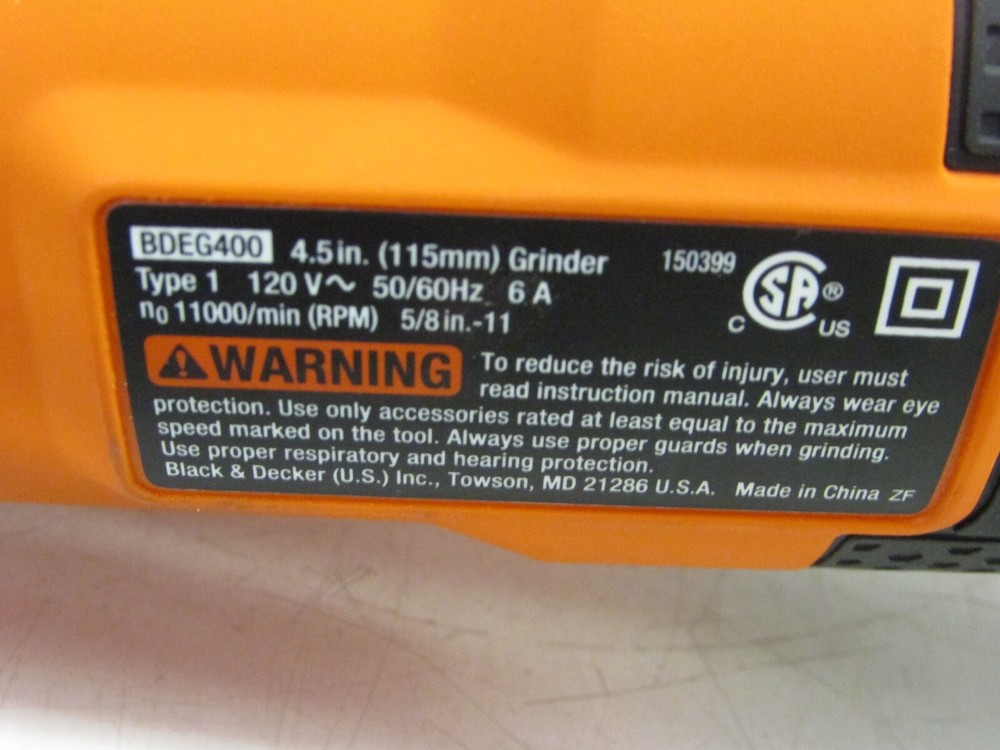 BDEG400 4.5in. (115mm) Grinder 150399
Type 1 120 V~ 50/60Hz 6 A
n0 11000/min (RPM) 5/8 in.-11
C SA ® US
WARNING To reduce the risk of injury, user must
read instruction manual. Always wear eye
protection. Use only accessories rated at least equal to the maximum
speed marked on the tool. Always use proper guards when grinding.
Use proper respiratory and hearing protection.
Black & Decker (U.S.) Inc., Towson, MD 21286 U.S.A. Made in China ZF